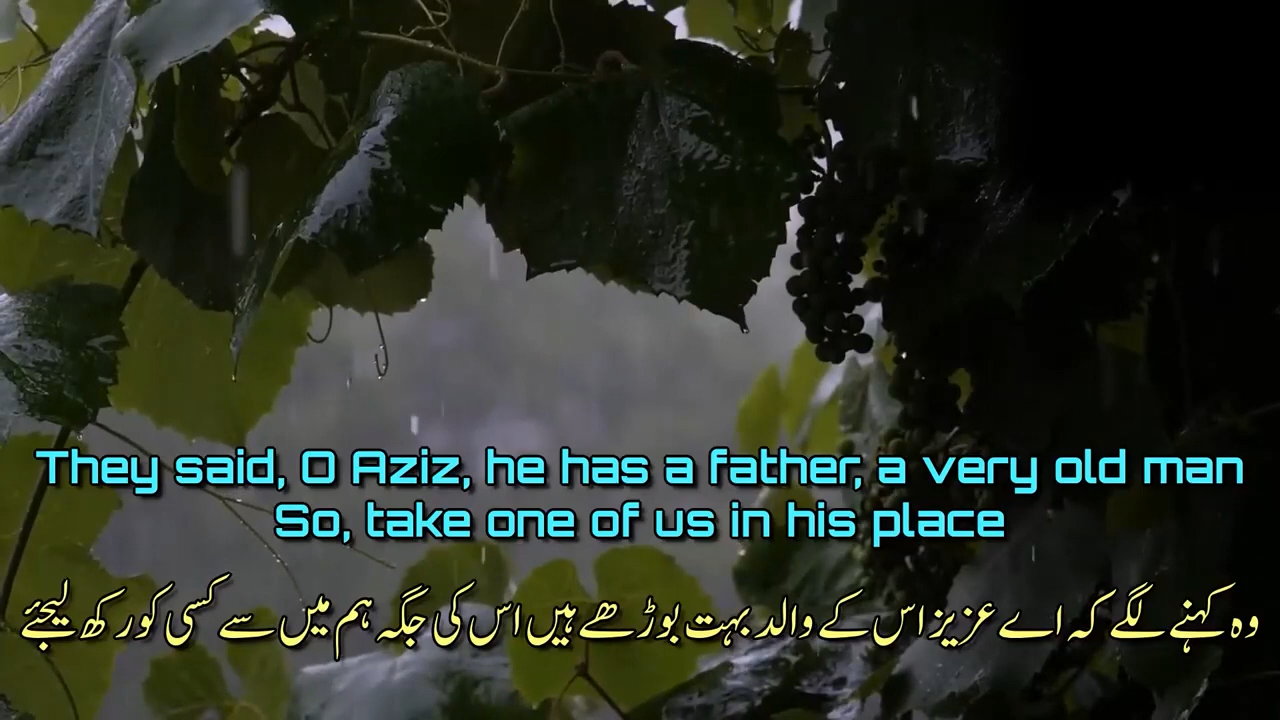 They said, O Aziz, he has a father, a very old man
So, take one of us in his place
وہ کہنے لگے کہ اے عزیز اس کے والد بہت بوڑھے ہیں اس کی جگہ ہم میں سے کسی کو رکھ لیجئے